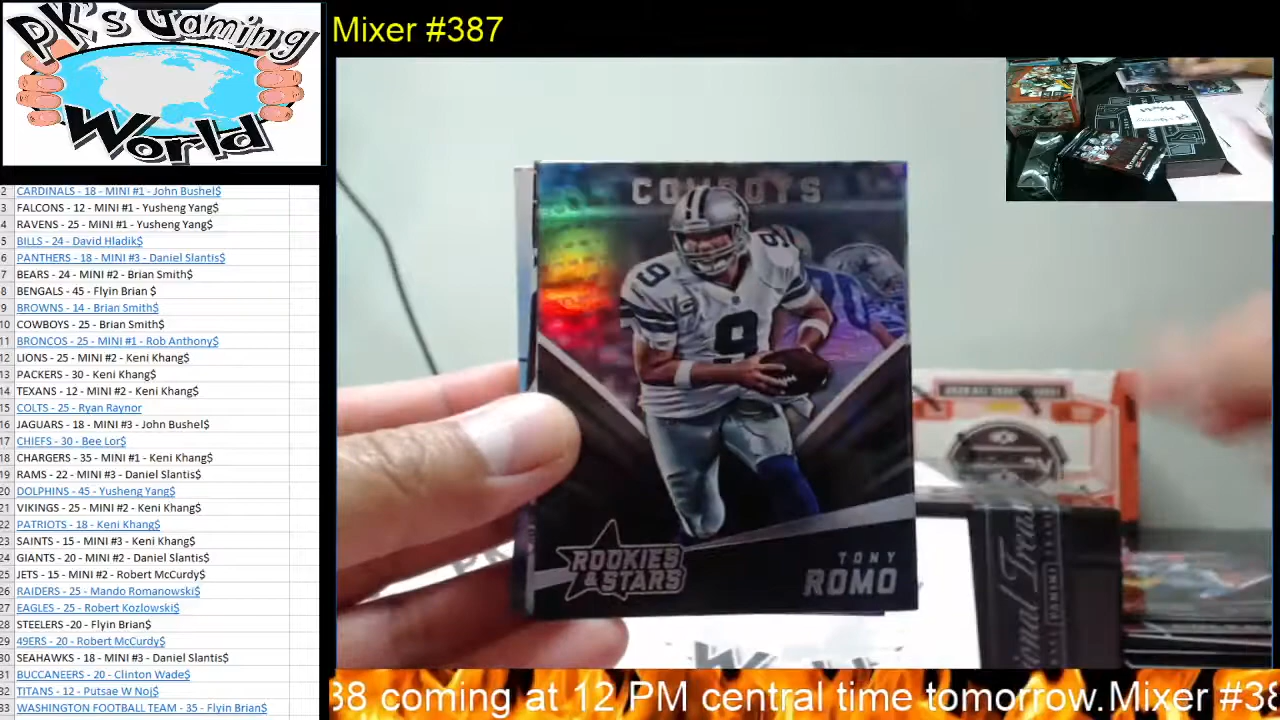 PK's Gaming
World
Mixer #387
2 CARDINALS - 18 - MINI #1 - John Bushel$
3 FALCONS - 12 - MINI #1 - Yusheng Yang$
4 RAVENS - 25 - MINI #1 - Yusheng Yang$
5 BILLS - 24 - David Hladik$
6 PANTHERS - 18 - MINI #3 - Daniel Slantis$
7 BEARS - 24 - MINI #2 - Brian Smith$
8 BENGALS - 45 - Flyin Brian $
9 BROWNS - 14 - Brian Smith$
10 COWBOYS - 25 - Brian Smith$
11 BRONCOS - 25 - MINI #1 - Rob Anthony$
12 LIONS - 25 - MINI #2 - Keni Khang$
13 PACKERS - 30 - Keni Khang$
14 TEXANS - 12 - MINI #2 - Keni Khang$
15 COLTS - 25 - Ryan Raynor
16 JAGUARS - 18 - MINI #3 - John Bushel$
17 CHIEFS - 30 - Bee Lor$
18 CHARGERS - 35 - MINI #1 - Keni Khang$
19 RAMS - 22 - MINI #3 - Daniel Slantis$
20 DOLPHINS - 45 - Yusheng Yang$
21 VIKINGS - 25 - MINI #2 - Keni Khang$
22 PATRIOTS - 18 - Keni Khang$
23 SAINTS - 15 - MINI #3 - Keni Khang$
24 GIANTS - 20 - MINI #2 - Daniel Slantis$
25 JETS - 15 - MINI #2 - Robert McCurdy$
26 RAIDERS - 25 - Mando Romanowski$
27 EAGLES - 25 - Robert Kozlowski$
28 STEELERS -20 - Flyin Brian$
29 49ERS - 20 - Robert McCurdy$
30 SEAHAWKS - 18 - MINI #3 - Daniel Slantis$
31 BUCCANEERS - 20 - Clinton Wade$
32 TITANS - 12 - Putsae W Noj$
33 WASHINGTON FOOTBALL TEAM - 35 - Flyin Brian$
COWBOYS
9
9
9
C
ROOKIES
& STARS
TONY
ROMO
PANINI
38 coming at 12 PM central time tomorrow.Mixer #38